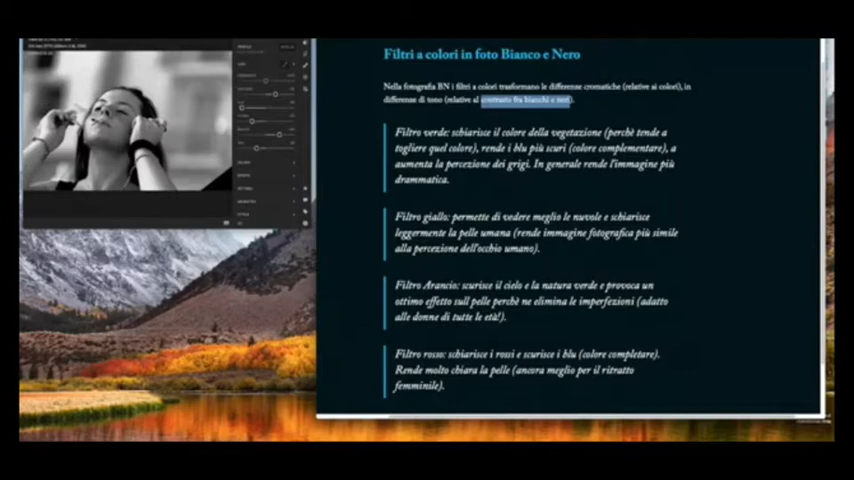 Filtri a colori in foto Bianco e Nero
Nella fotografia BN i filtri a colori trasformano le differenze cromatiche (relative ai colori), in
differenze di tono (relative al contrasto fra bianchi e neri).
Filtro verde: schiarisce il colore della vegetazione (perchè tende a
togliere quel colore), rende i blu più scuri (colore complementare), a
aumenta la percezione dei grigi. In generale rende l'immagine più
drammatica.
Filtro giallo: permette di vedere meglio le nuvole e schiarisce
leggermente la pelle umana (rende immagine fotografica più simile
alla percezione dell'occhio umano).
Filtro Arancio: scurisce il cielo e la natura verde e provoca un
ottimo effetto sull pelle perchè ne elimina le imperfezioni (adatto
alle donne di tutte le età!).
Filtro rosso: schiarisce i rossi e scurisce i blu (colore completare).
Rende molto chiara la pelle (ancora meglio per il ritratto
femminile).